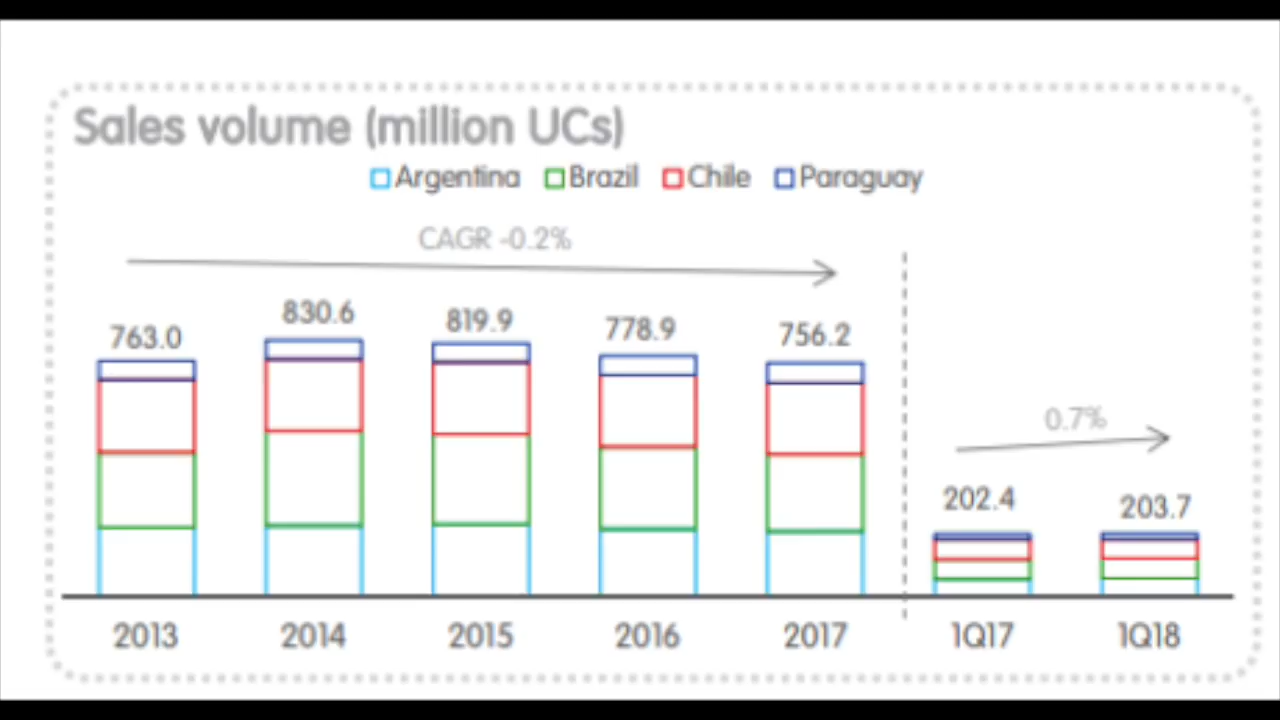 Sales volume (million UCs)
Argentina Brazil Chile Paraguay
CAGR -0.2%
763.0 830.6 819.9 778.9 756.2
0.7%
202.4 203.7
2013 2014 2015 2016 2017 1Q17 1Q18